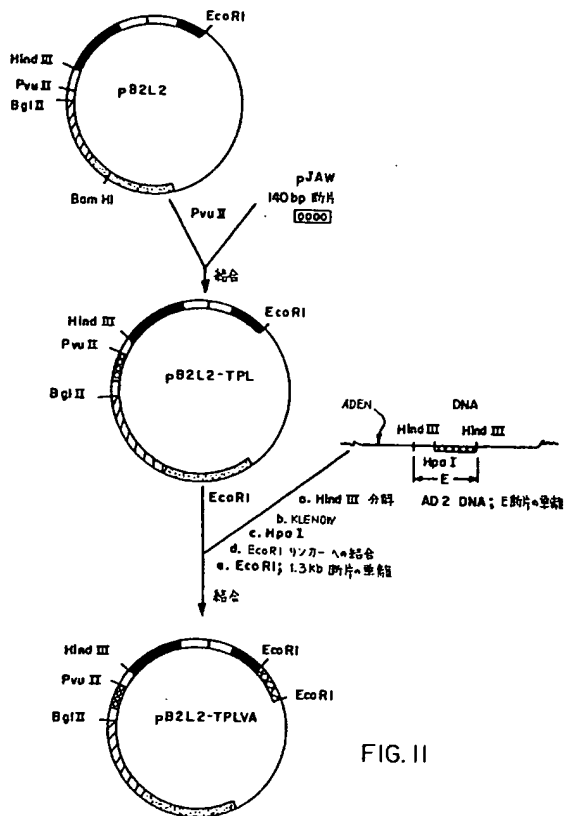 EcoRI
Hind III
Pvu II
Bgl II
pB2L2
Bam HI
Pvu II
pJAW
140 bp 断片
結合
EcoRI
Hind III
Pvu II
Bgl II
pB2L2-TPL
ADEN
DNA
Hind III
Hind III
Hpa I
E
AD 2 DNA; E断片の単離
EcoRI
a. Hind III 分解
b. KLENOW
c. Hpa I
d. EcoRI リンカーへの結合
e. EcoRI; 1.3Kb 断片の単離
結合
Hind III
Pvu II
Bgl II
EcoRI
EcoRI
pB2L2-TPLVA
FIG. 11